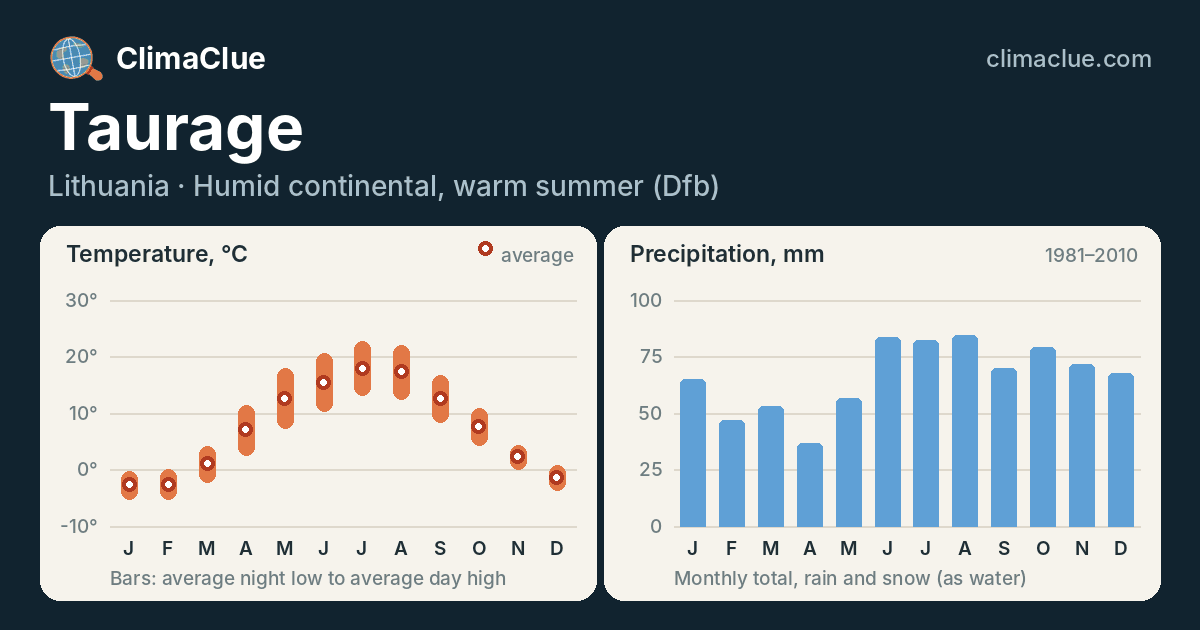 ClimaClue
climaclue.com
Taurage
Lithuania · Humid continental, warm summer (Dfb)
Temperature, °C
average
30°
20°
10°
0°
-10°
J F M A M J J A S O N D
Bars: average night low to average day high
Precipitation, mm
1981–2010
100
75
50
25
0
J F M A M J J A S O N D
Monthly total, rain and snow (as water)